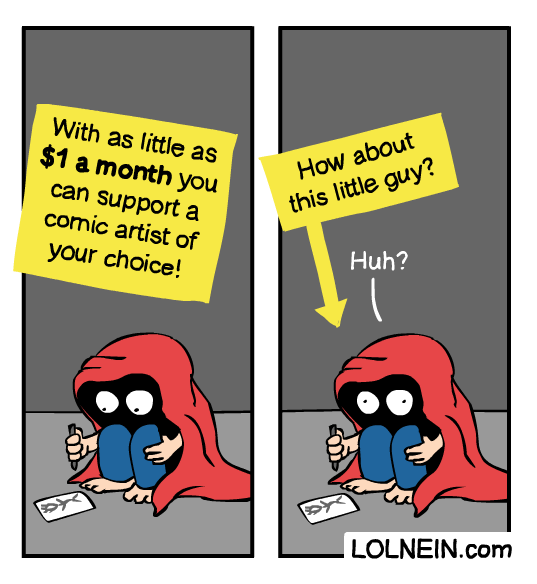 With as little as
$1 a month you
can support a
comic artist of
your choice!
How about
this little guy?
Huh?
LOLNEIN.com